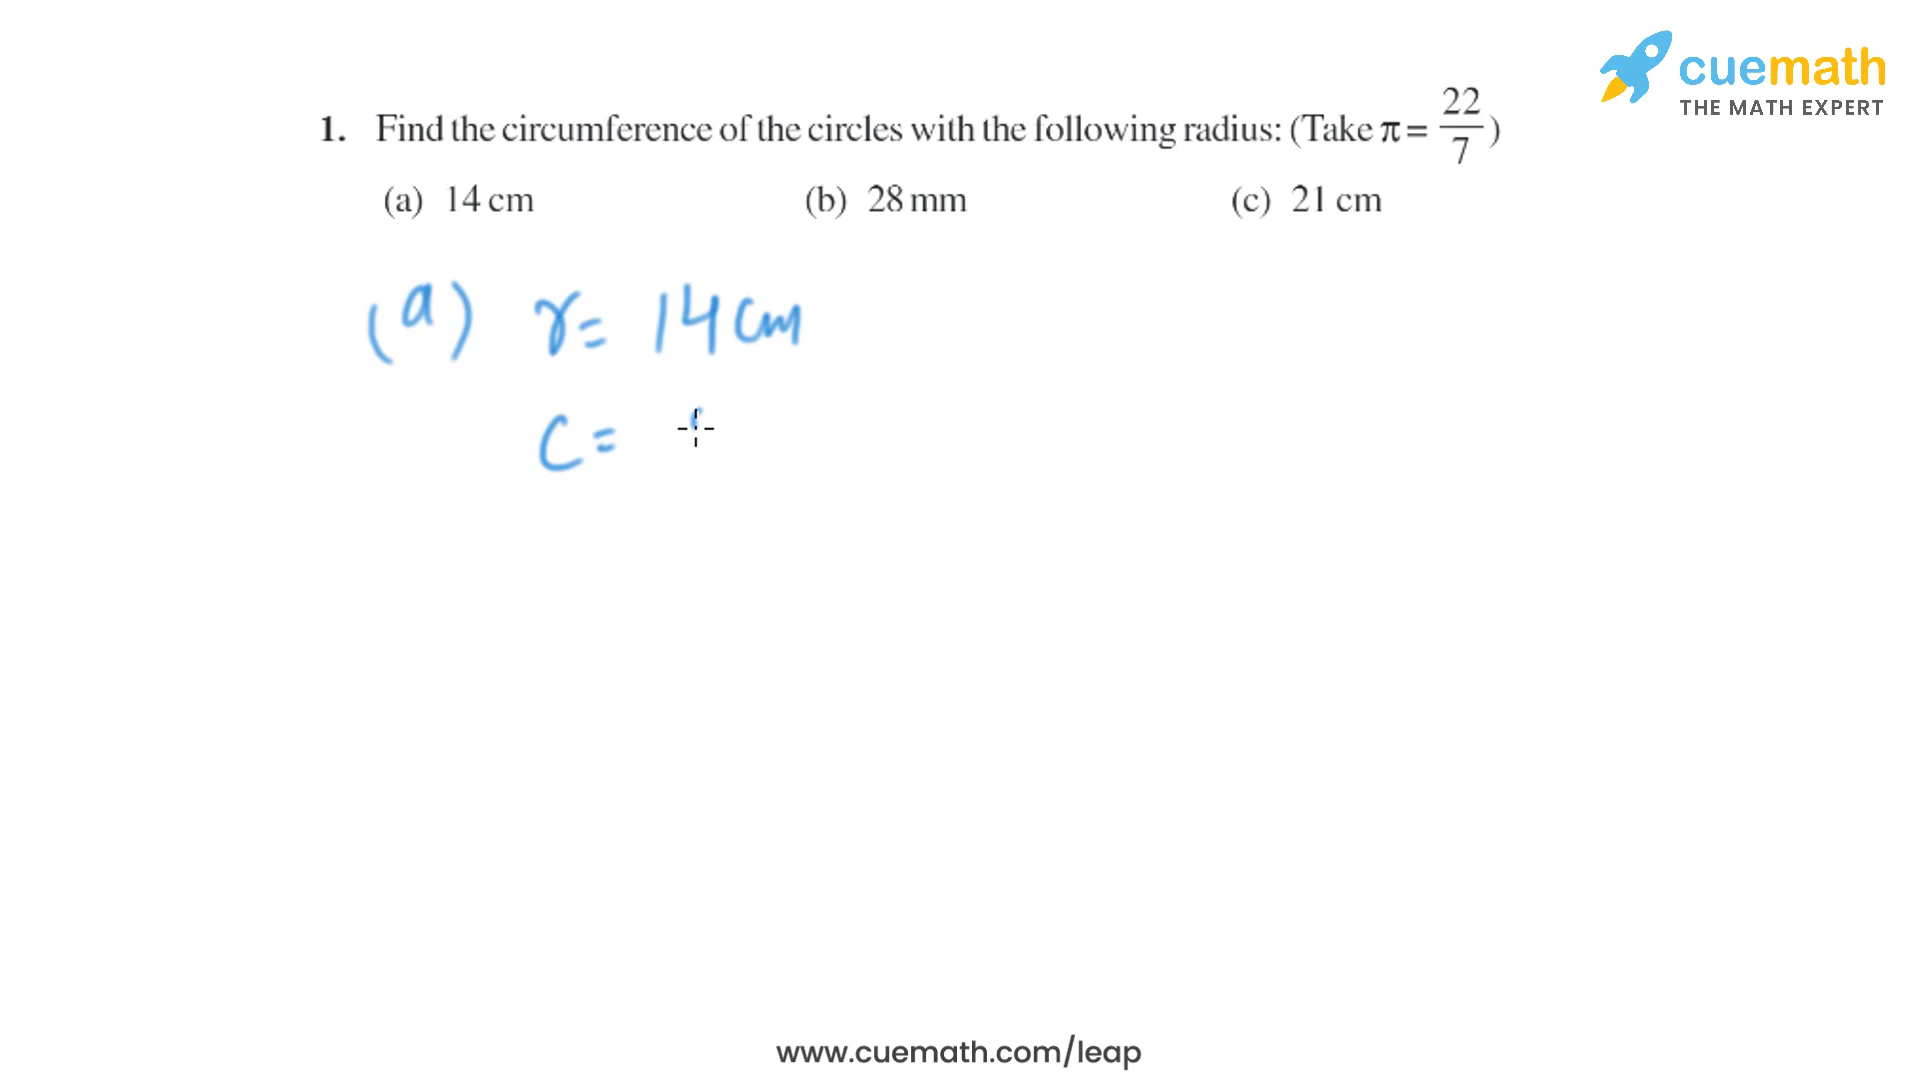 cuemath
THE MATH EXPERT
1. Find the circumference of the circles with the following radius: (Take π = 22/7)
(a) 14 cm (b) 28 mm (c) 21 cm
(a) r = 14 cm
C =
www.cuemath.com/leap